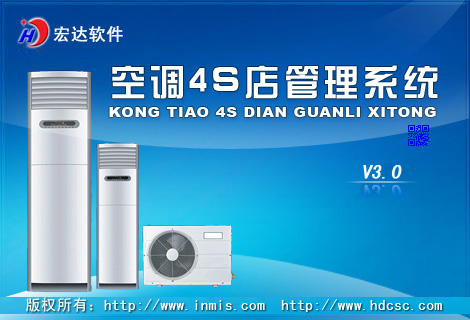 宏达软件
空调4S店管理系统
KONG TIAO 4S DIAN GUANLI XITONG
V3.0
版权所有：http://www.inmis.com http://www.hdcsc.com